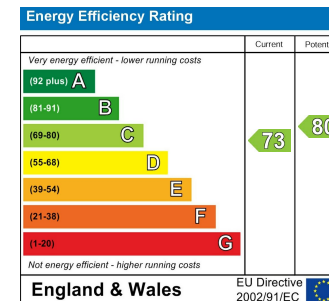 Energy Efficiency Rating
Current Potent
Very energy efficient - lower running costs
(92 plus) A
(81-91) B
(69-80) C
73 80
(55-68) D
(39-54) E
(21-38) F
(1-20) G
Not energy efficient - higher running costs
England & Wales
EU Directive
2002/91/EC